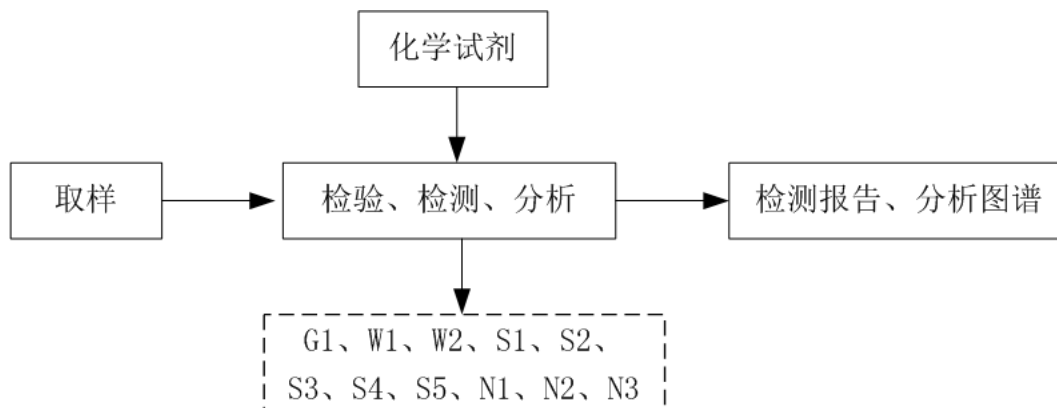 化学试剂
取样
检验、检测、分析
检测报告、分析图谱
G1、W1、W2、S1、S2、
S3、S4、S5、N1、N2、N3